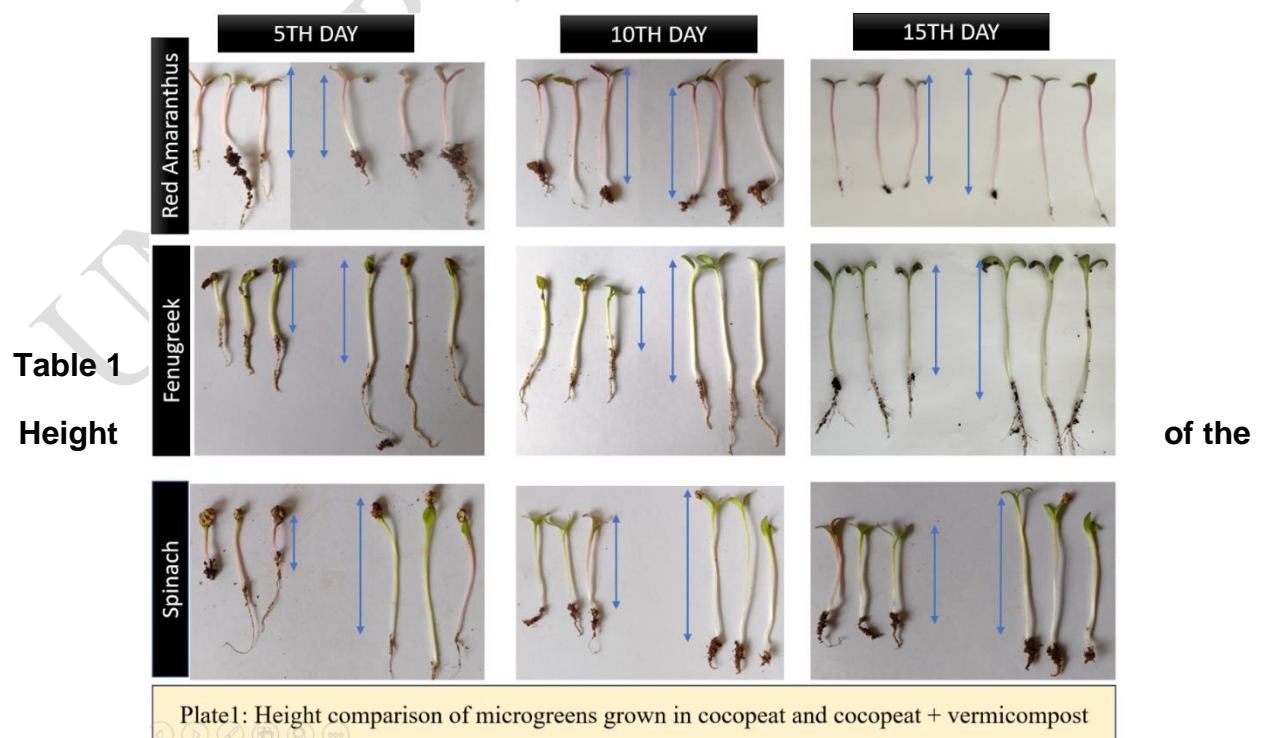 5TH DAY
10TH DAY
15TH DAY
Red Amaranthus
Fenugreek
Table 1
Height of the
Spinach
Plate1: Height comparison of microgreens grown in cocopeat and cocopeat + vermicompost